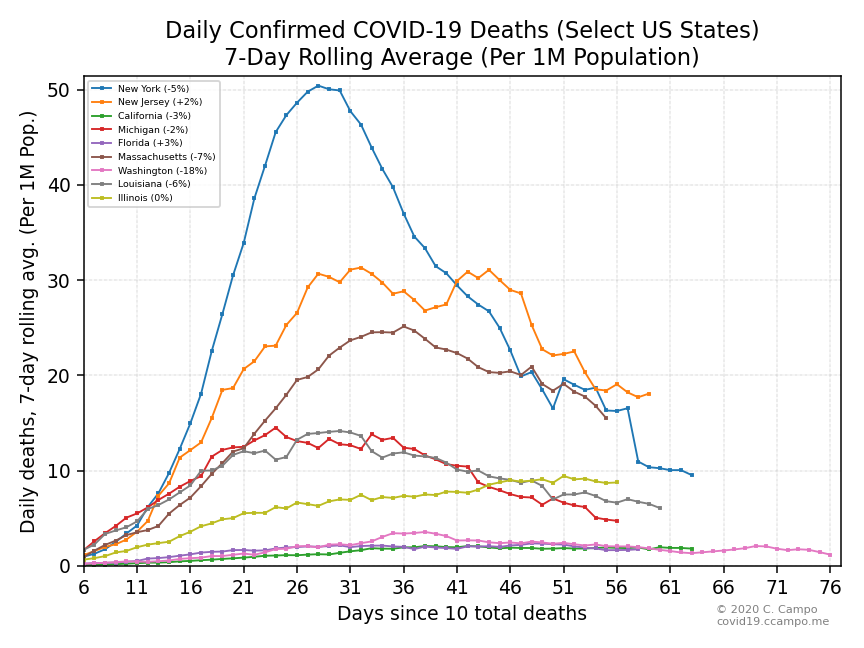 Daily Confirmed COVID-19 Deaths (Select US States)
7-Day Rolling Average (Per 1M Population)
Daily deaths, 7-day rolling avg. (Per 1M Pop.)
50
40
30
20
10
0
New York (-5%)
New Jersey (+2%)
California (-3%)
Michigan (-2%)
Florida (+3%)
Massachusetts (-7%)
Washington (-18%)
Louisiana (-6%)
Illinois (0%)
6 11 16 21 26 31 36 41 46 51 56 61 66 71 76
Days since 10 total deaths
© 2020 C. Campo
covid19.ccampo.me